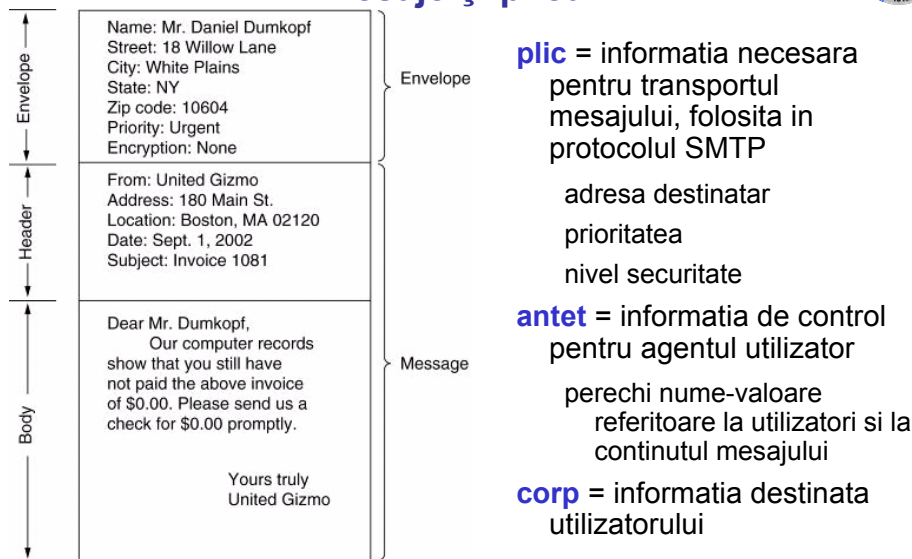 Envelope
Name: Mr. Daniel Dumkopf
Street: 18 Willow Lane
City: White Plains
State: NY
Zip code: 10604
Priority: Urgent
Encryption: None
Envelope
Header
From: United Gizmo
Address: 180 Main St.
Location: Boston, MA 02120
Date: Sept. 1, 2002
Subject: Invoice 1081
Body
Dear Mr. Dumkopf,
Our computer records
show that you still have
not paid the above invoice
of $0.00. Please send us a
check for $0.00 promptly.
Yours truly
United Gizmo
Message
plic = informatia necesara
pentru transportul
mesajului, folosita in
protocolul SMTP
adresa destinatar
prioritatea
nivel securitate
antet = informatia de control
pentru agentul utilizator
perechi nume-valoare
referitoare la utilizatori si la
continutul mesajului
corp = informatia destinata
utilizatorului